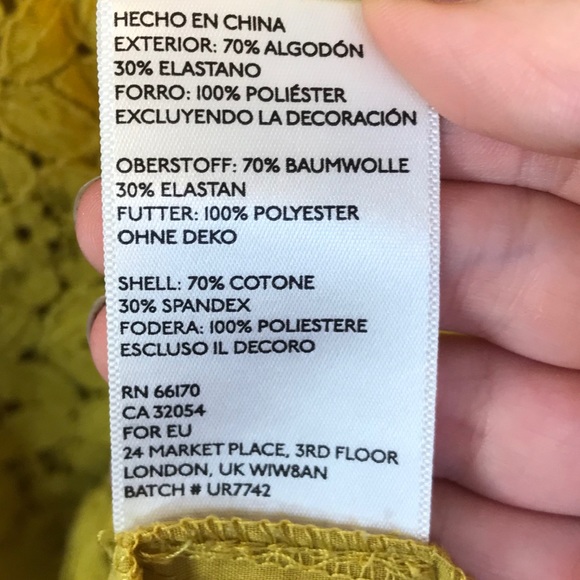 HECHO EN CHINA
EXTERIOR: 70% ALGODÓN
30% ELASTANO
FORRO: 100% POLIÉSTER
EXCLUYENDO LA DECORACIÓN
OBERSTOFF: 70% BAUMWOLLE
30% ELASTAN
FUTTER: 100% POLYESTER
OHNE DEKO
SHELL: 70% COTONE
30% SPANDEX
FODERA: 100% POLIESTERE
ESCLUSO IL DECORO
RN 66170
CA 32054
FOR EU
24 MARKET PLACE, 3RD FLOOR
LONDON, UK W1W8AN
BATCH # UR7742